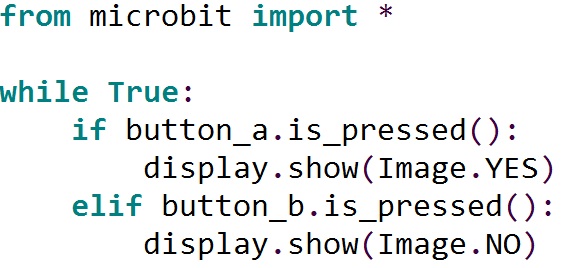 from microbit import *
while True:
    if button_a.is_pressed():
        display.show(Image.YES)
    elif button_b.is_pressed():
        display.show(Image.NO)